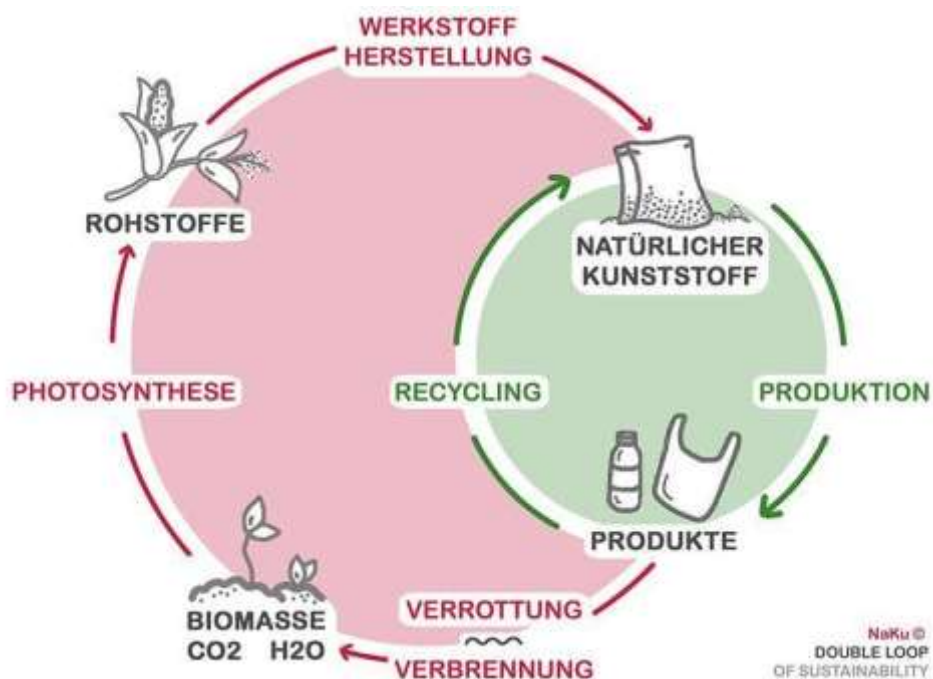 WERKSTOFF
HERSTELLUNG
ROHSTOFFE
NATÜRLICHER
KUNSTSTOFF
PHOTOSYNTHESE
RECYCLING
PRODUKTION
PRODUKTE
BIOMASSE
CO2 H2O
VERROTTUNG
VERBRENNUNG
NaKu ©
DOUBLE LOOP
OF SUSTAINABILITY